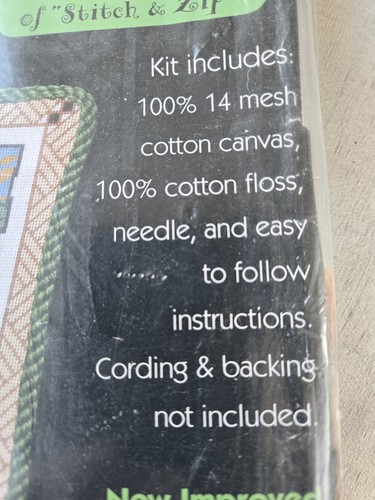 of "Stitch & Zip"
Kit includes:
100% 14 mesh
cotton canvas,
100% cotton floss,
needle, and easy
to follow
instructions.
Cording & backing
not included.
New Improved